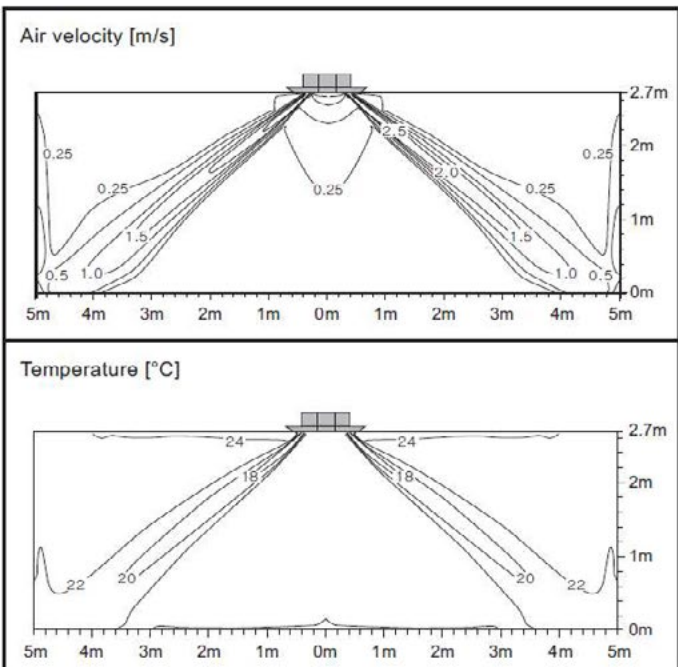 Air velocity [m/s]
2.7m
2.5
2m
0.25 0.25
2.0
0.25 0.25 0.25
1.5 1.5 1m
0.5 1.0 1.0 0.5
0m
5m 4m 3m 2m 1m 0m 1m 2m 3m 4m 5m
Temperature [°C]
2.7m
24 24
18 18 2m
1m
22 20 20 22
0m
5m 4m 3m 2m 1m 0m 1m 2m 3m 4m 5m